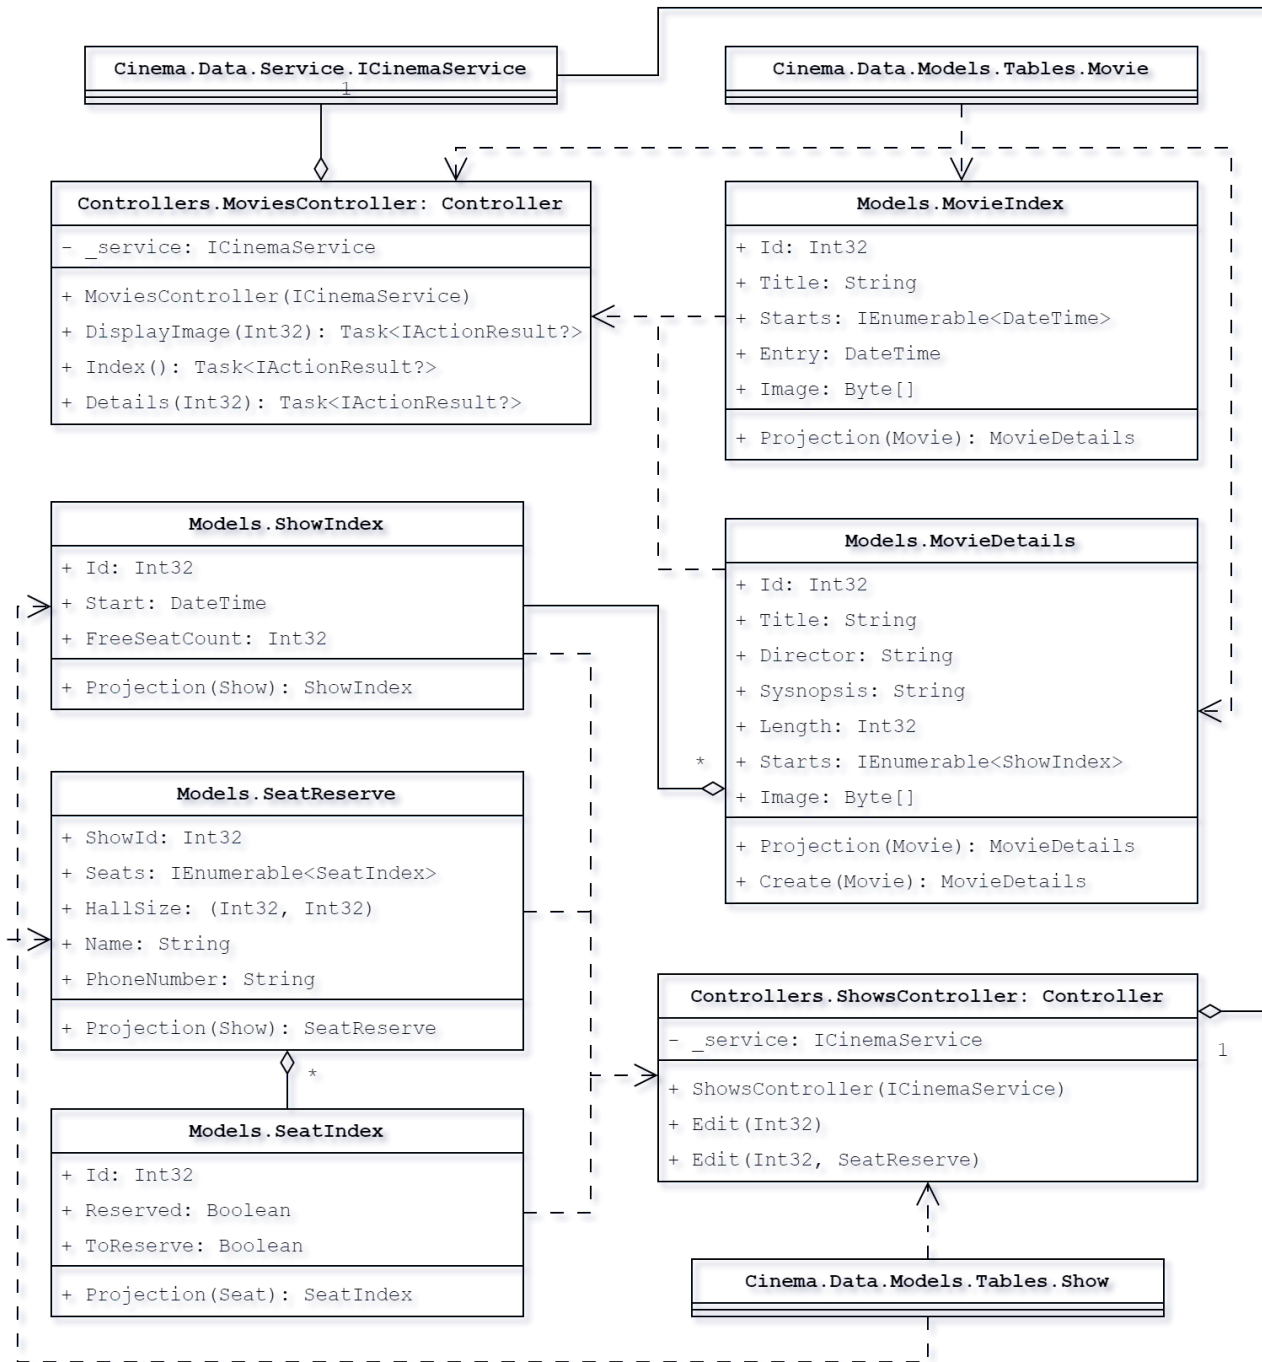 Cinema.Data.Service.ICinemaService
1
Cinema.Data.Models.Tables.Movie
Controllers.MoviesController: Controller
- _service: ICinemaService
+ MoviesController(ICinemaService)
+ DisplayImage(Int32): Task<IActionResult?>
+ Index(): Task<IActionResult?>
+ Details(Int32): Task<IActionResult?>
Models.MovieIndex
+ Id: Int32
+ Title: String
+ Starts: IEnumerable<DateTime>
+ Entry: DateTime
+ Image: Byte[]
+ Projection(Movie): MovieDetails
Models.ShowIndex
+ Id: Int32
+ Start: DateTime
+ FreeSeatCount: Int32
+ Projection(Show): ShowIndex
Models.MovieDetails
+ Id: Int32
+ Title: String
+ Director: String
+ Sysnopsis: String
+ Length: Int32
+ Starts: IEnumerable<ShowIndex>
+ Image: Byte[]
+ Projection(Movie): MovieDetails
+ Create(Movie): MovieDetails
*
Models.SeatReserve
+ ShowId: Int32
+ Seats: IEnumerable<SeatIndex>
+ HallSize: (Int32, Int32)
+ Name: String
+ PhoneNumber: String
+ Projection(Show): SeatReserve
*
Controllers.ShowsController: Controller
- _service: ICinemaService
+ ShowsController(ICinemaService)
+ Edit(Int32)
+ Edit(Int32, SeatReserve)
1
Models.SeatIndex
+ Id: Int32
+ Reserved: Boolean
+ ToReserve: Boolean
+ Projection(Seat): SeatIndex
Cinema.Data.Models.Tables.Show